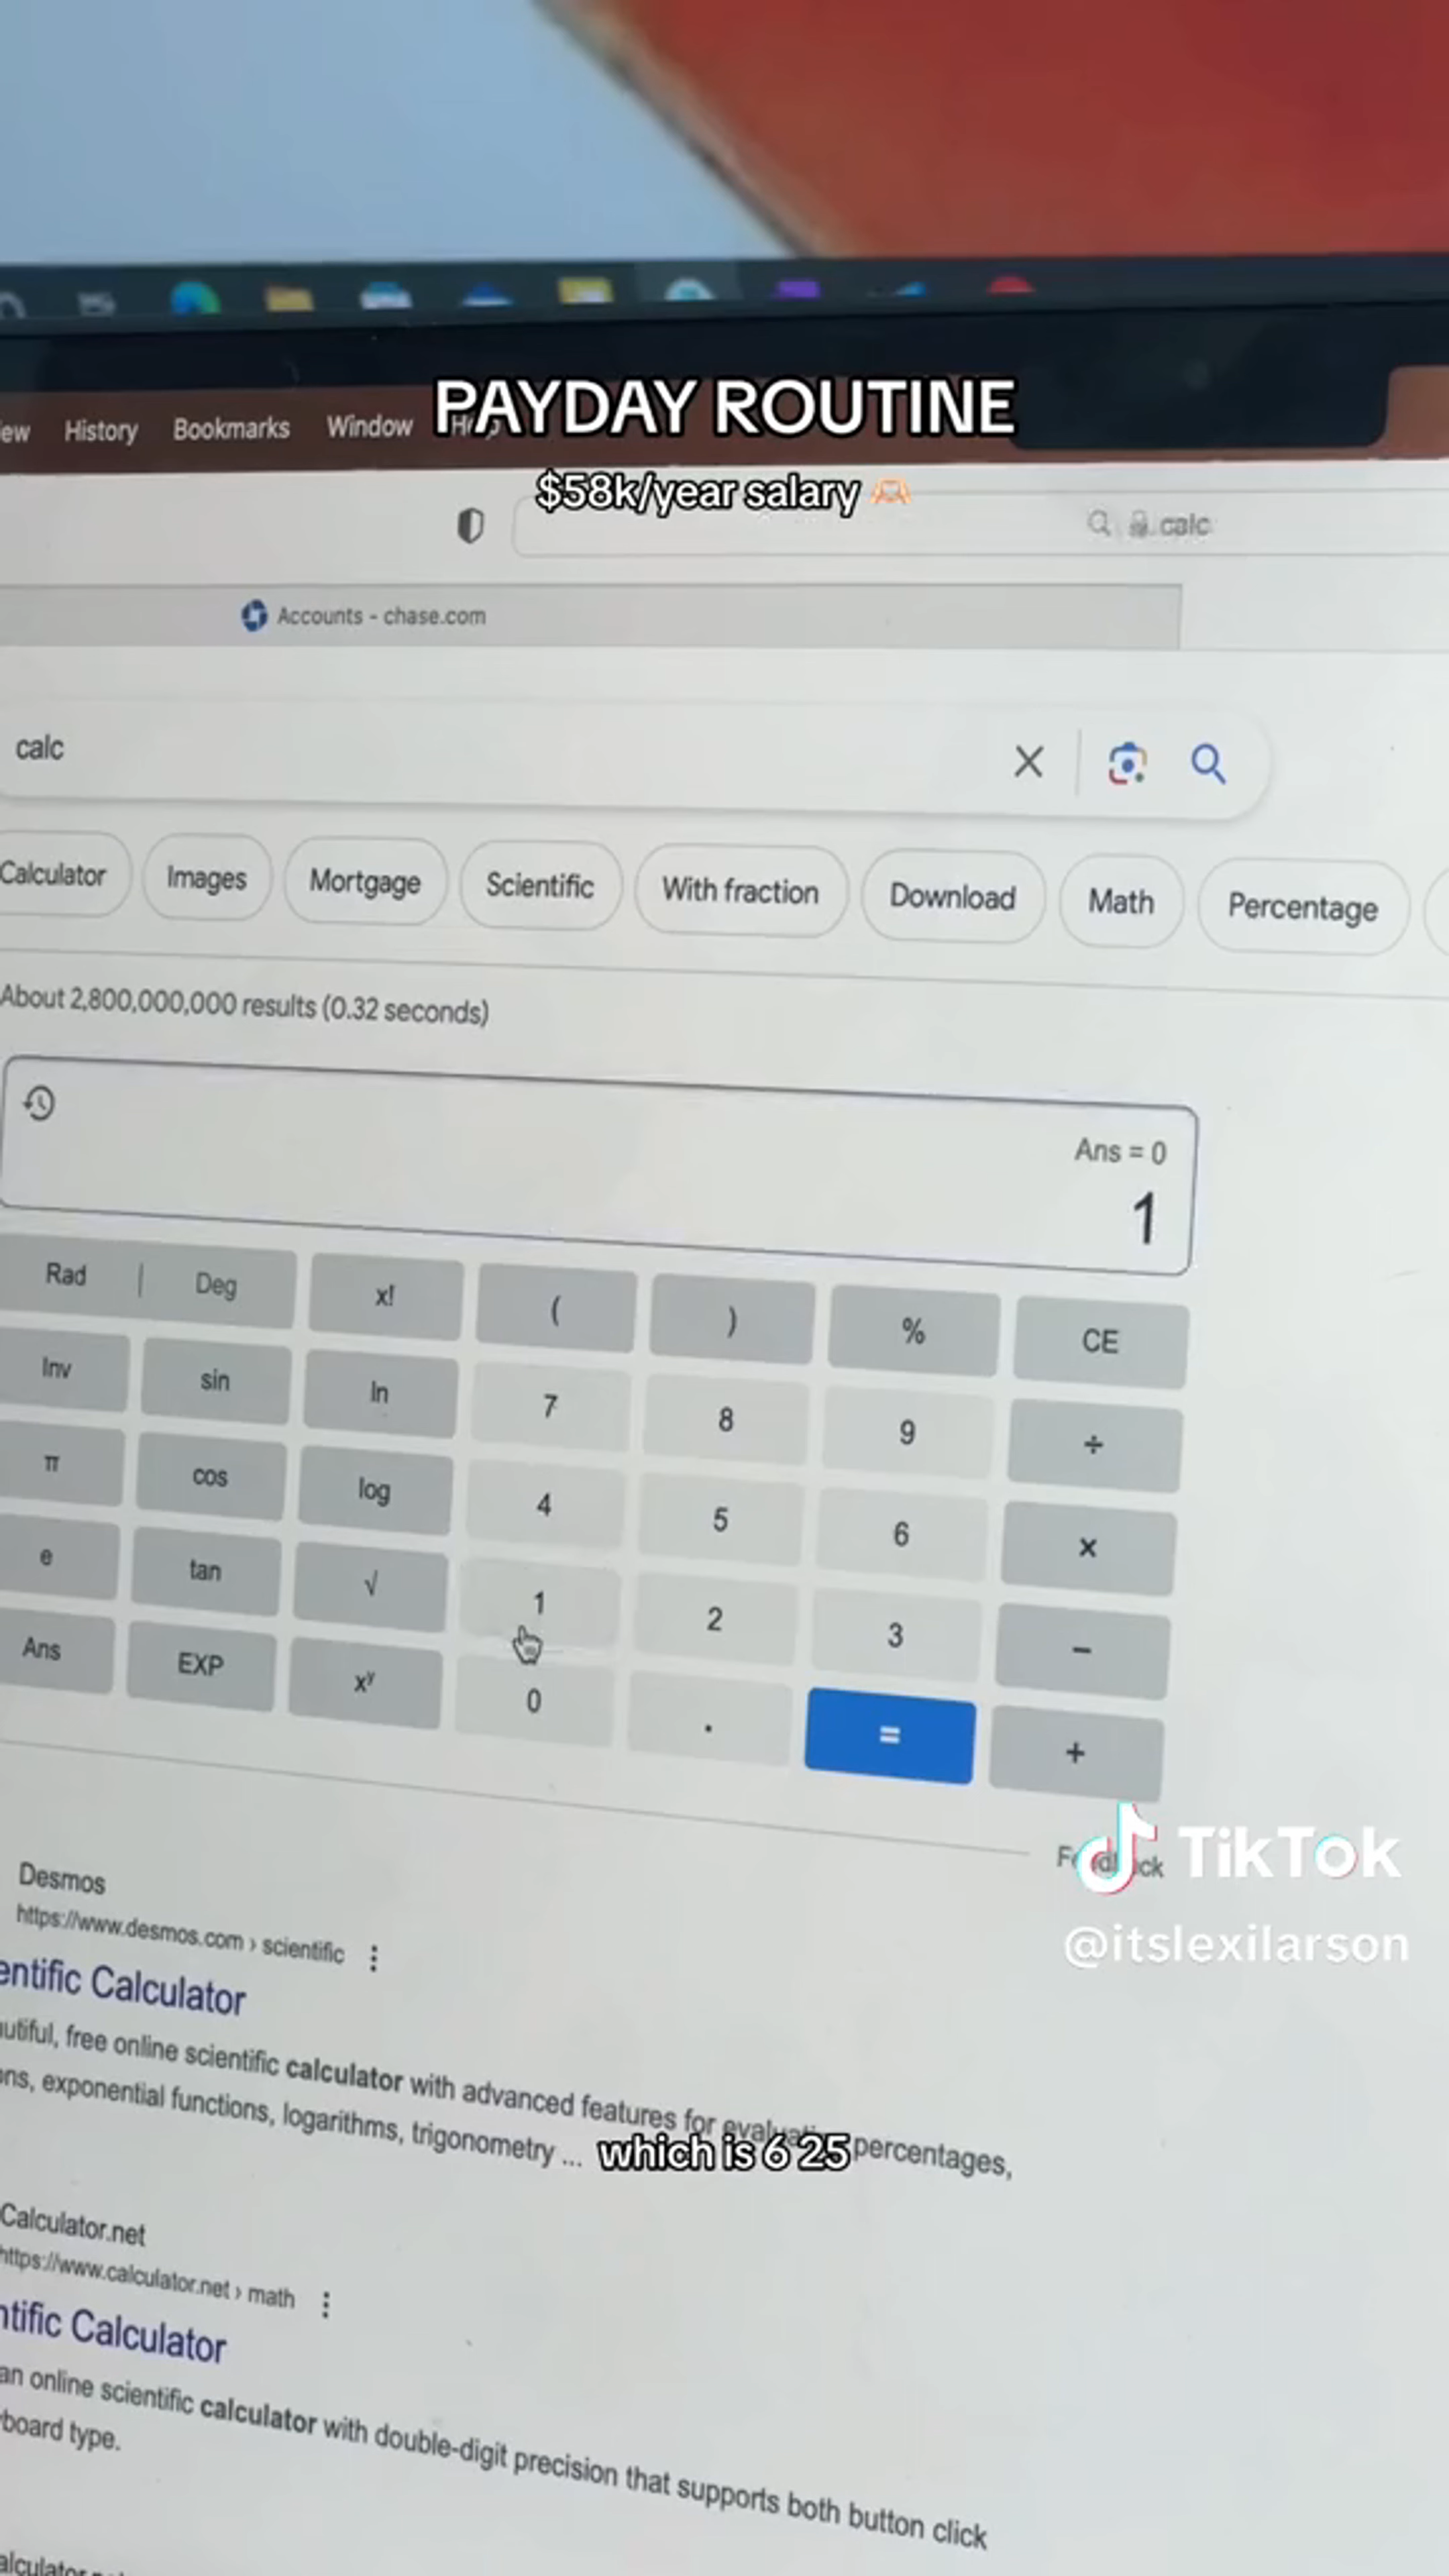 PAYDAY ROUTINE
History Bookmarks Window
$58k/year salary 🫶🏻
calc
Accounts - chase.com
calc
Calculator Images Mortgage Scientific With fraction Download Math Percentage
About 2,800,000,000 results (0.32 seconds)
Ans = 0
1
Rad | Deg x! ( ) % CE
Inv sin ln 7 8 9 ÷
π cos log 4 5 6 ×
e tan √ 1 2 3 −
Ans EXP xʸ 0 . = +
TikTok
@itslexilarson
Desmos
https://www.desmos.com › scientific
entific Calculator
free online scientific calculator with advanced features for percentages,
exponential functions, logarithms, trigonometry ...
which is 6 25
Calculator.net
https://www.calculator.net › math
ntific Calculator
an online scientific calculator with double-digit precision that supports both button click
board type.